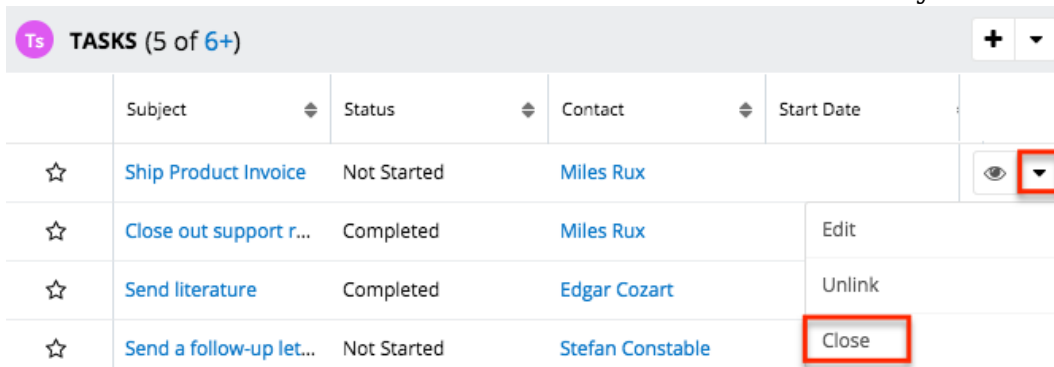 Ts TASKS (5 of 6+)
Subject Status Contact Start Date
Ship Product Invoice Not Started Miles Rux
Close out support r... Completed Miles Rux
Edit
Send literature Completed Edgar Cozart
Unlink
Send a follow-up let... Not Started Stefan Constable
Close